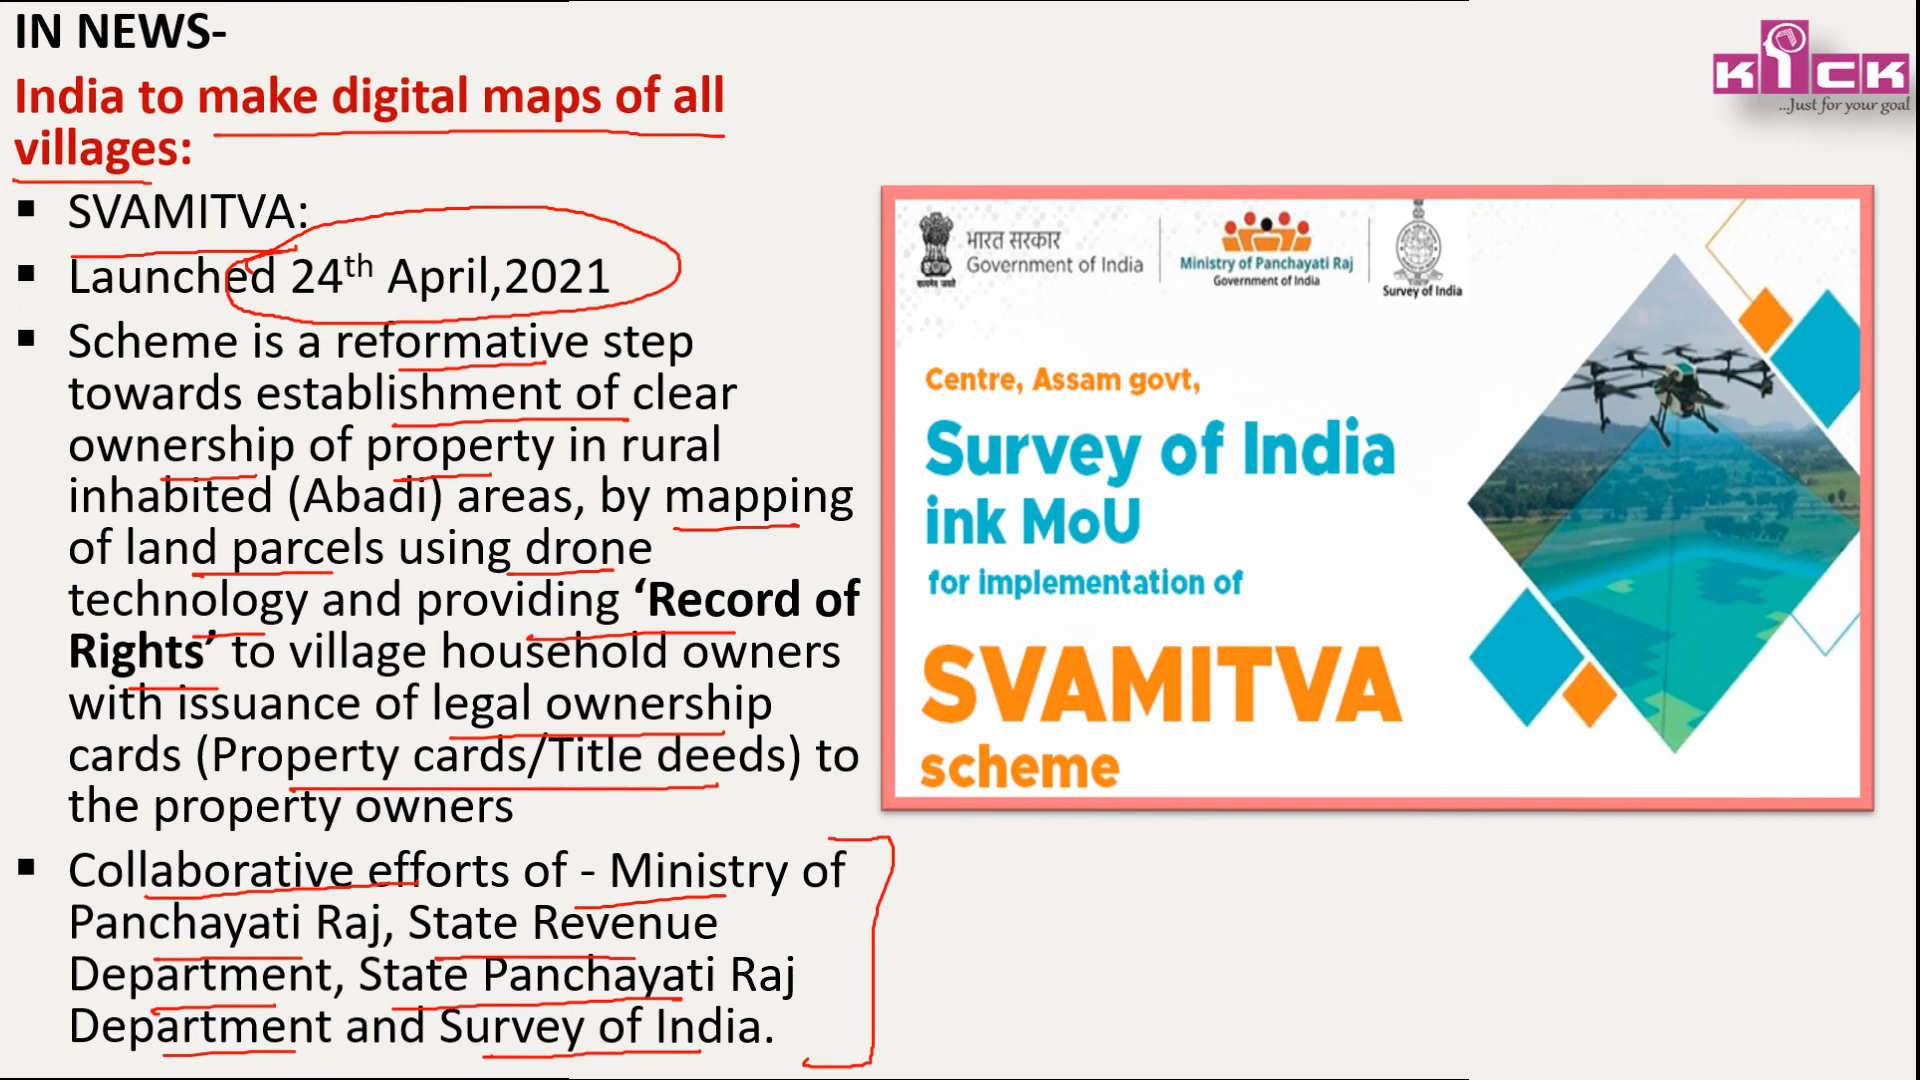 IN NEWS-
India to make digital maps of all
villages:
▪ SVAMITVA:
▪ Launched 24th April,2021
▪ Scheme is a reformative step
towards establishment of clear
ownership of property in rural
inhabited (Abadi) areas, by mapping
of land parcels using drone
technology and providing ‘Record of
Rights’ to village household owners
with issuance of legal ownership
cards (Property cards/Title deeds) to
the property owners
▪ Collaborative efforts of - Ministry of
Panchayati Raj, State Revenue
Department, State Panchayati Raj
Department and Survey of India.
KICK
...Just for your goal
सत्यमेव जयते
भारत सरकार
Government of India
Ministry of Panchayati Raj
Government of India
Survey of India
Centre, Assam govt,
Survey of India
ink MoU
for implementation of
SVAMITVA
scheme